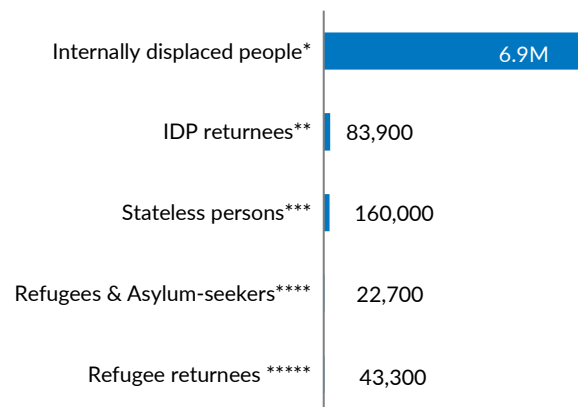 Internally displaced people* 6.9M
IDP returnees** 83,900
Stateless persons*** 160,000
Refugees & Asylum-seekers**** 22,700
Refugee returnees ***** 43,300